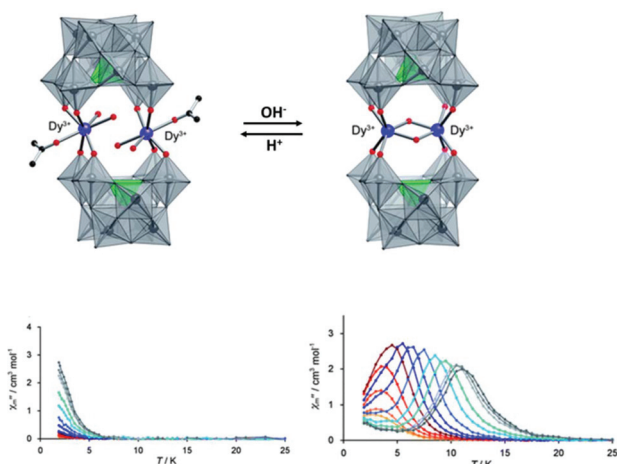 Dy³⁺
Dy³⁺
OH⁻
H⁺
Dy³⁺
Dy³⁺
4
3
2
1
0
χₘ'' / cm³ mol⁻¹
0 5 10 15 20 25
T / K
3
2
1
0
χₘ'' / cm³ mol⁻¹
0 5 10 15 20 25
T / K